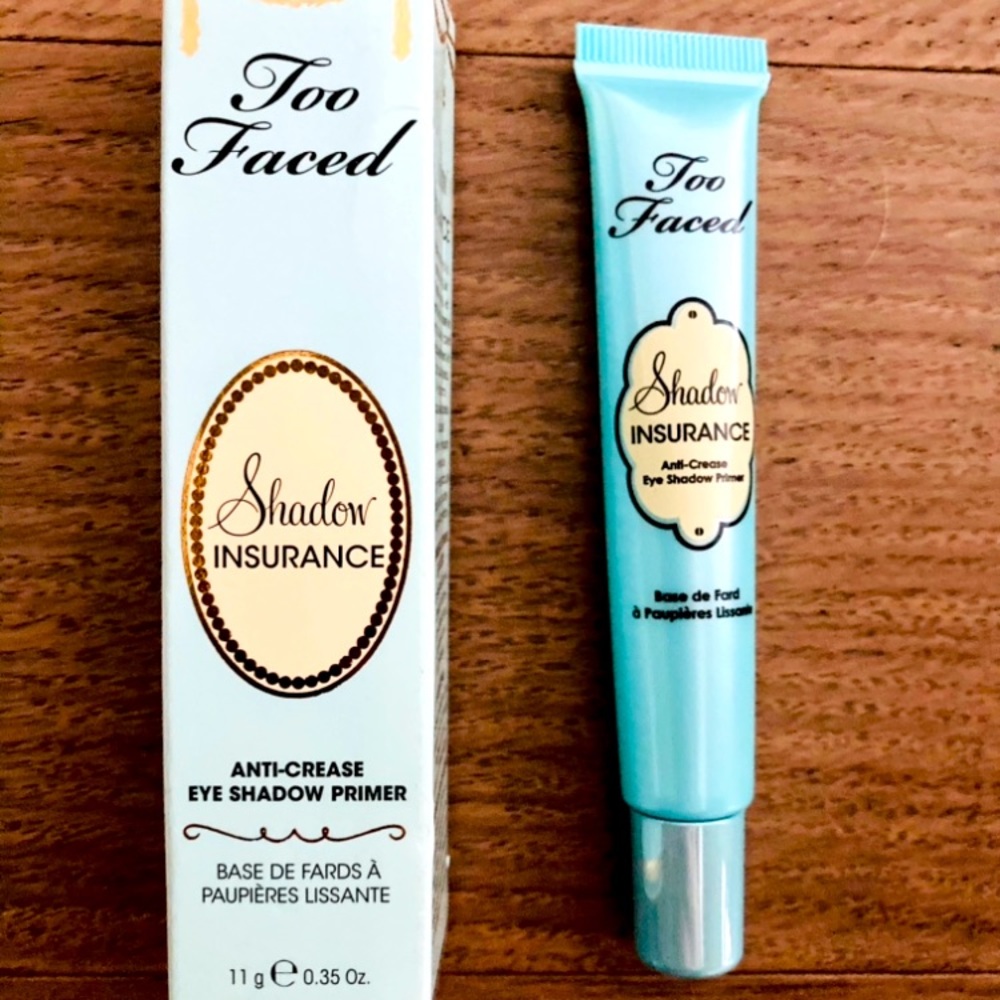 Too
Faced
Shadow
INSURANCE
ANTI-CREASE
EYE SHADOW PRIMER
BASE DE FARDS À
PAUPIÈRES LISSANTE
11 g ℮ 0.35 Oz.
Too
Faced
Shadow
INSURANCE
Anti-Crease
Eye Shadow Primer
Base de Fard
à Paupières Lissante